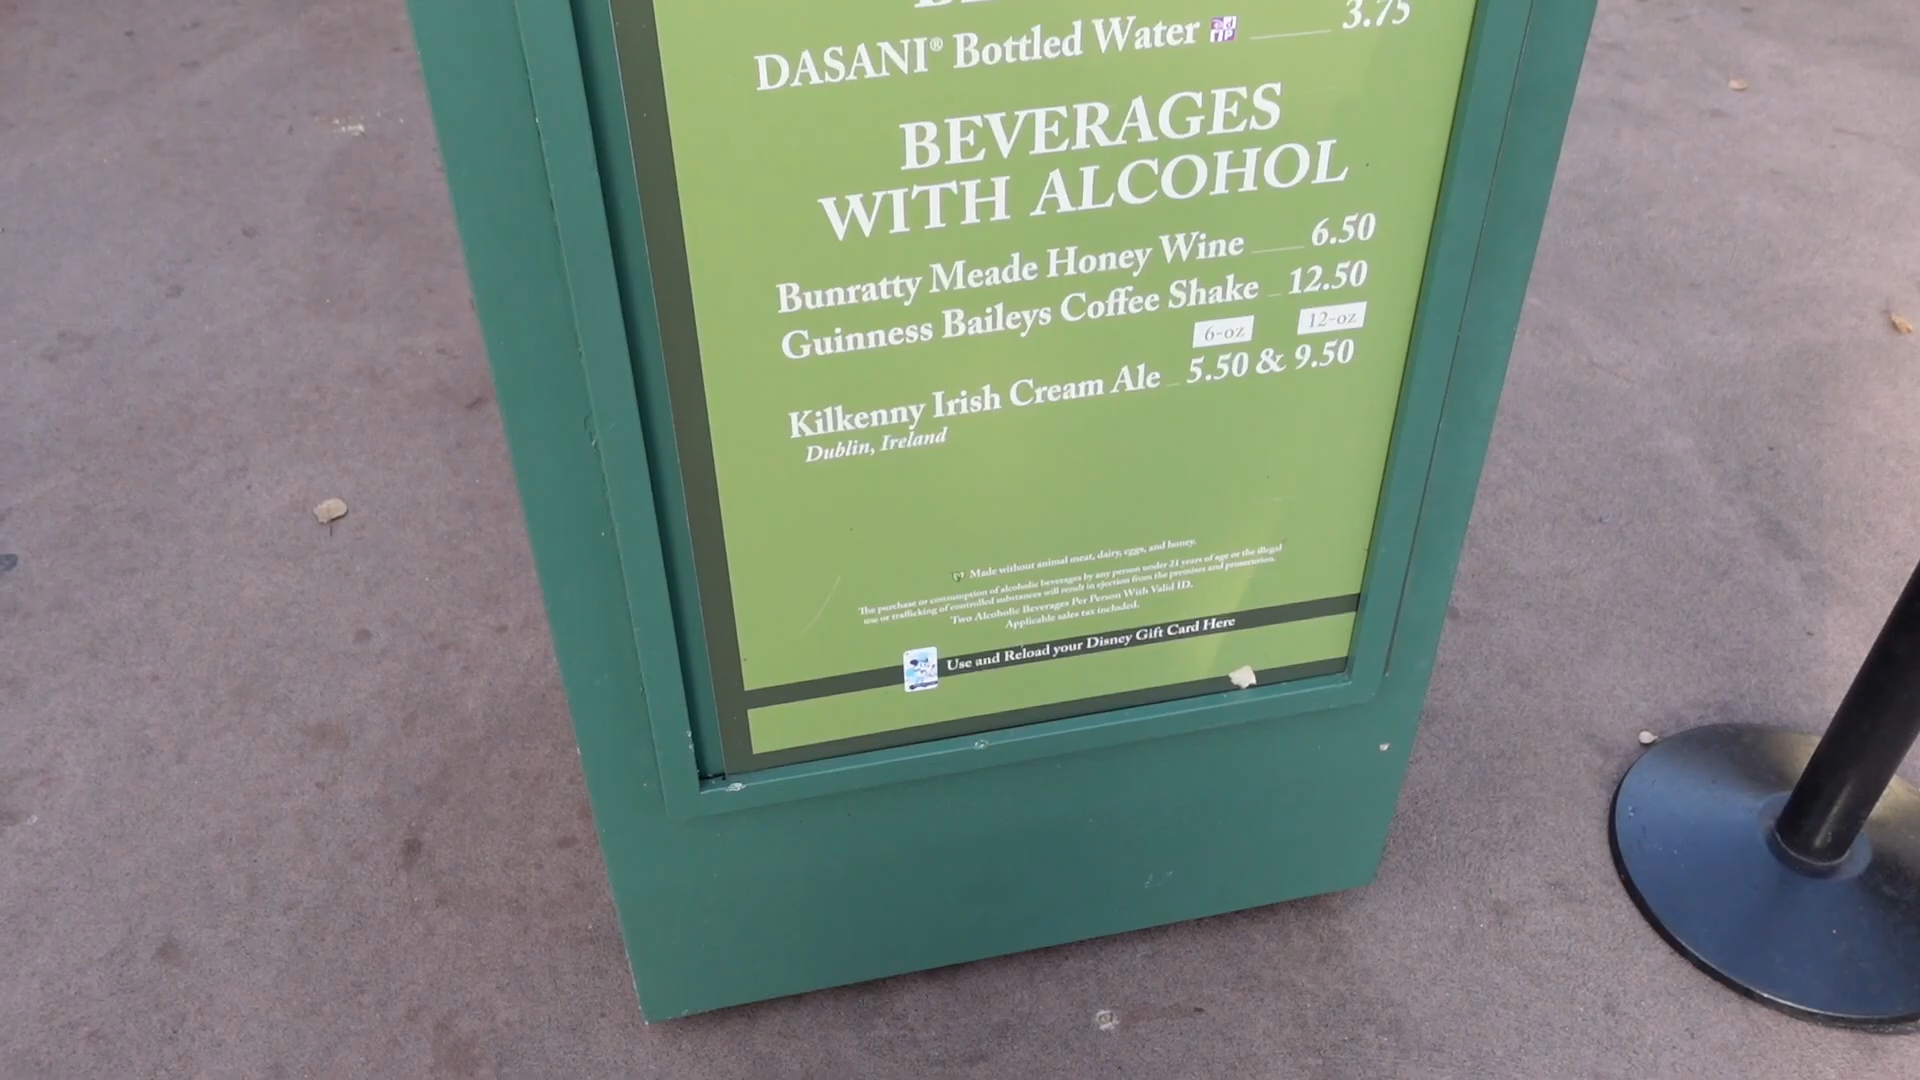 DASANI® Bottled Water 3.75
BEVERAGES
WITH ALCOHOL
Bunratty Meade Honey Wine 6.50
Guinness Baileys Coffee Shake 12.50
6-oz 12-oz
Kilkenny Irish Cream Ale 5.50 & 9.50
Dublin, Ireland
Made without animal meat, dairy, eggs, and honey.
The purchase or consumption of alcoholic beverages by any person under 21 years of age or the illegal
use or trafficking of controlled substances will result in ejection from the premises and prosecution.
Two Alcoholic Beverages Per Person With Valid ID.
Applicable sales tax included.
Use and Reload your Disney Gift Card Here